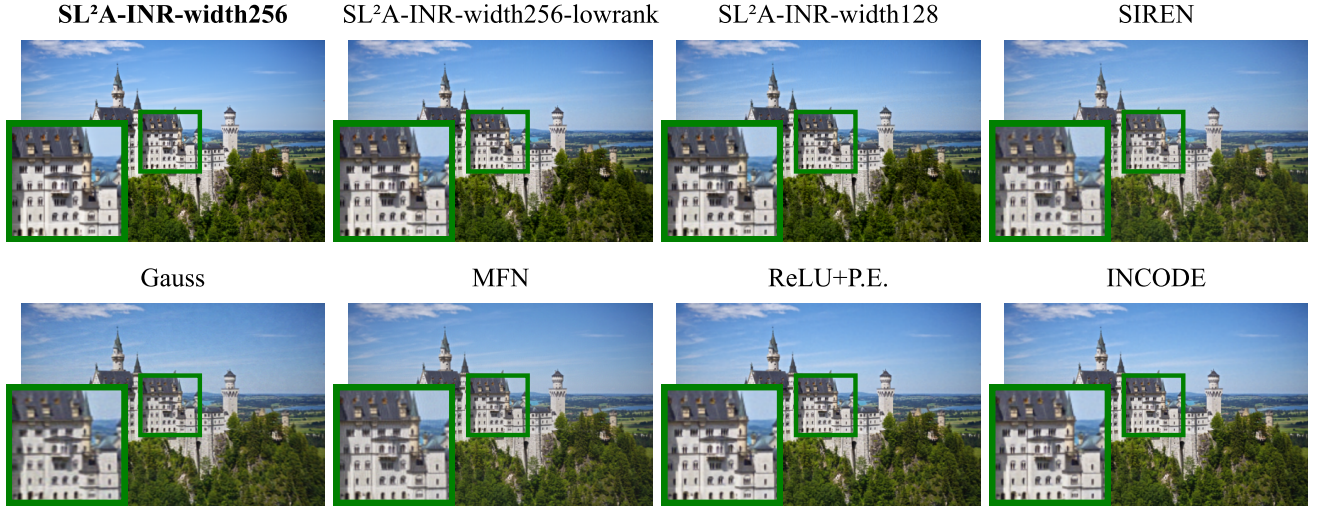 SL²A-INR-width256 SL²A-INR-width256-lowrank SL²A-INR-width128 SIREN
Gauss MFN ReLU+P.E. INCODE